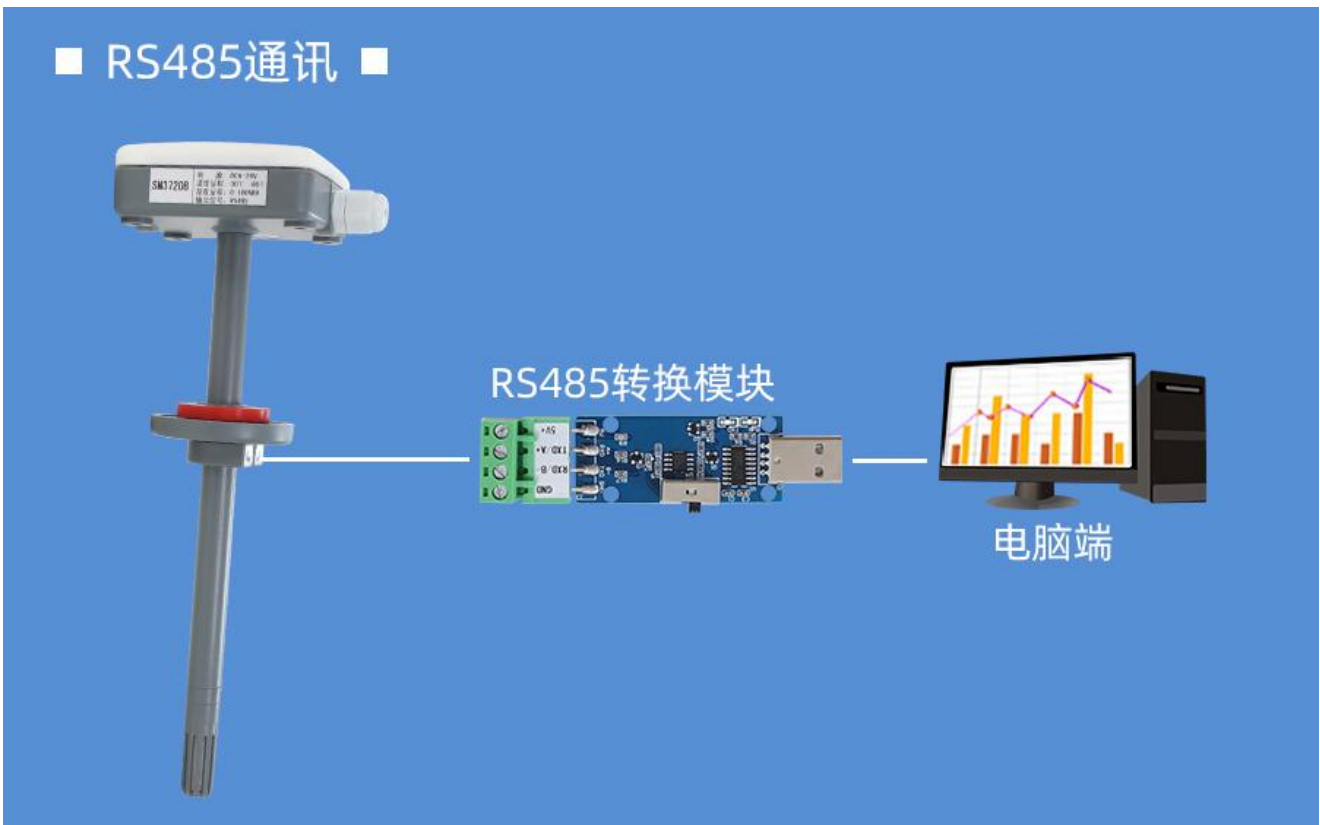 ■ RS485通讯 ■
SM3720B
RS485转换模块
5V+
TXD/A+
RXD/B-
GND
电脑端